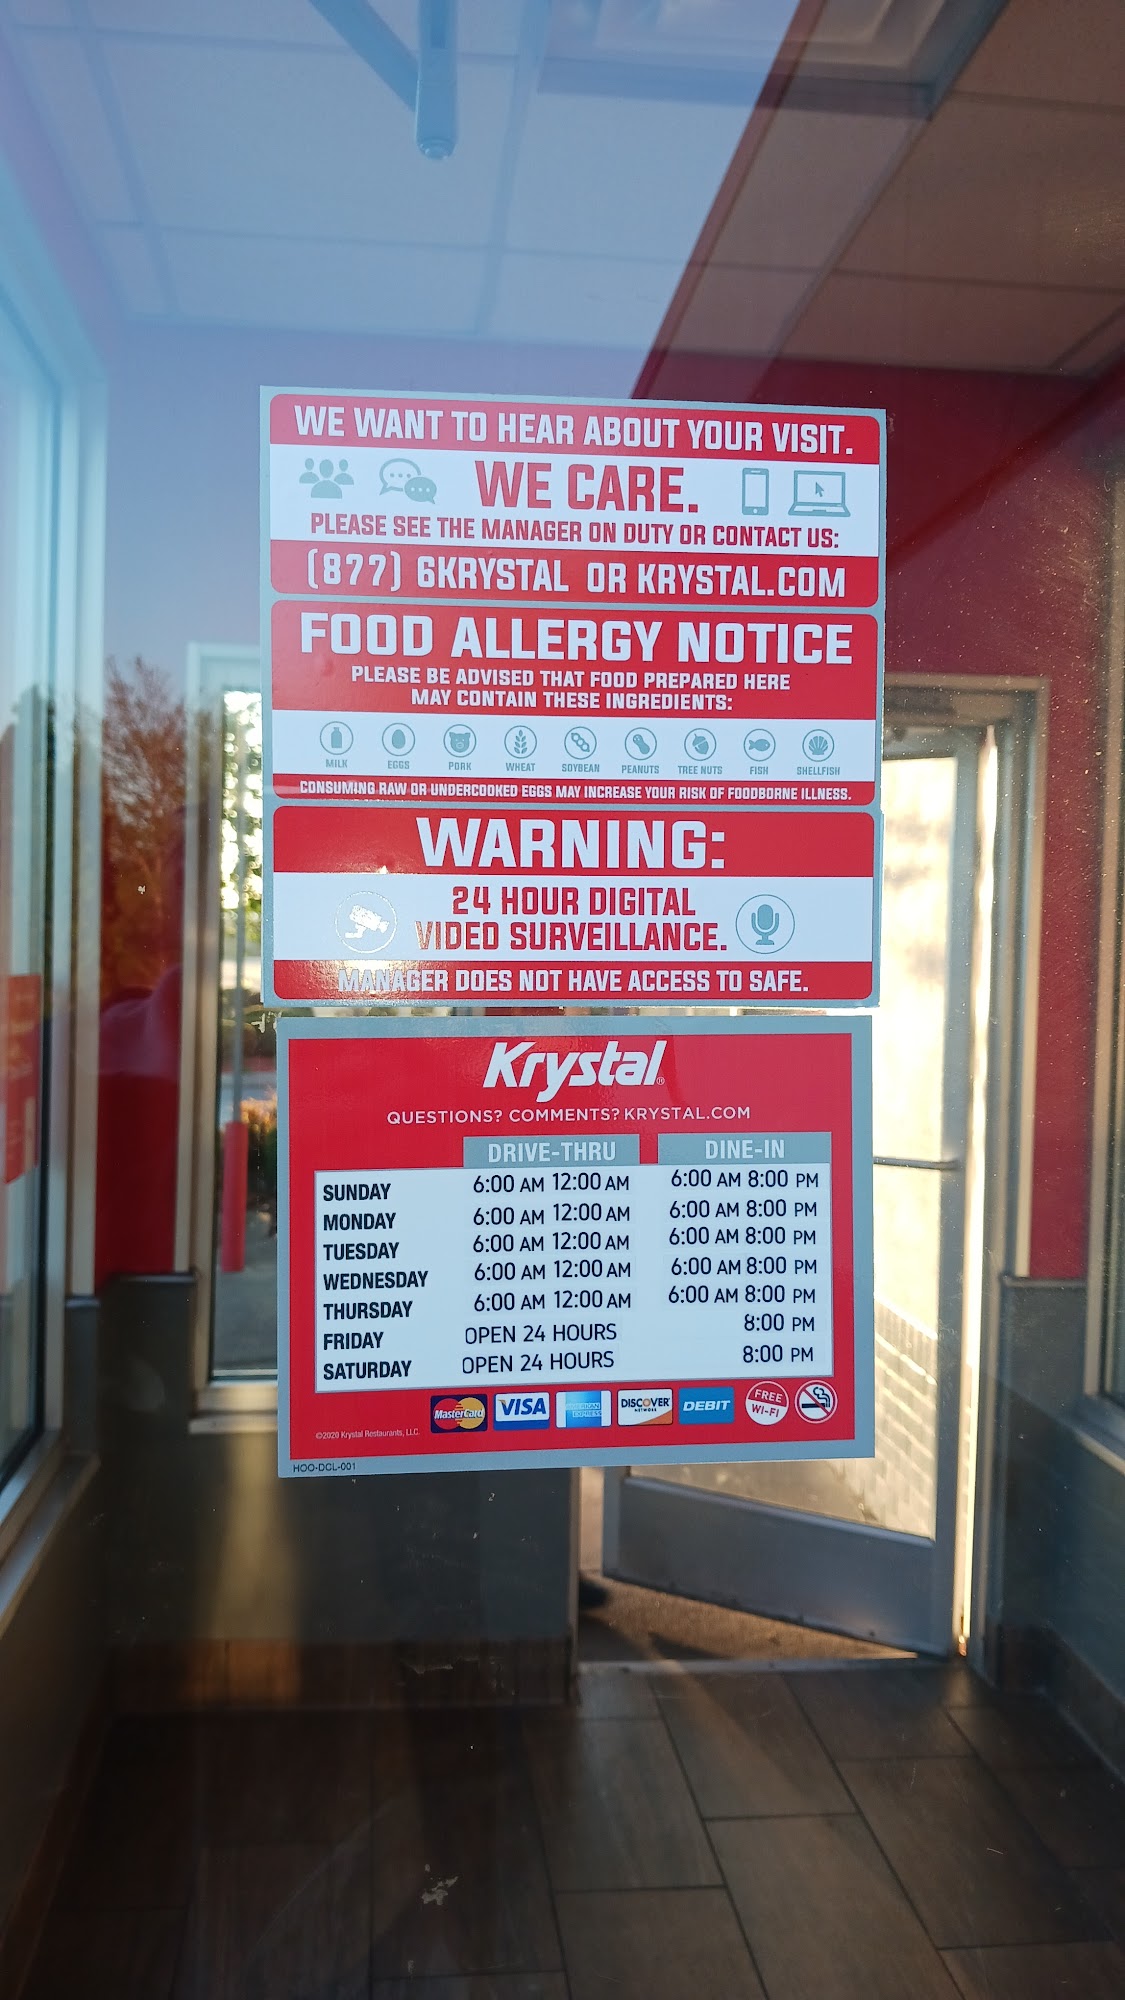 WE WANT TO HEAR ABOUT YOUR VISIT.
WE CARE.
PLEASE SEE THE MANAGER ON DUTY OR CONTACT US:
(877) 6KRYSTAL OR KRYSTAL.COM
FOOD ALLERGY NOTICE
PLEASE BE ADVISED THAT FOOD PREPARED HERE
MAY CONTAIN THESE INGREDIENTS:
MILK EGGS PORK WHEAT SOYBEAN PEANUTS TREE NUTS FISH SHELLFISH
CONSUMING RAW OR UNDERCOOKED EGGS MAY INCREASE YOUR RISK OF FOODBORNE ILLNESS.
WARNING:
24 HOUR DIGITAL
VIDEO SURVEILLANCE.
MANAGER DOES NOT HAVE ACCESS TO SAFE.
Krystal®
QUESTIONS? COMMENTS? KRYSTAL.COM
DRIVE-THRU DINE-IN
SUNDAY 6:00 AM 12:00 AM 6:00 AM 8:00 PM
MONDAY 6:00 AM 12:00 AM 6:00 AM 8:00 PM
TUESDAY 6:00 AM 12:00 AM 6:00 AM 8:00 PM
WEDNESDAY 6:00 AM 12:00 AM 6:00 AM 8:00 PM
THURSDAY 6:00 AM 12:00 AM 6:00 AM 8:00 PM
FRIDAY OPEN 24 HOURS 8:00 PM
SATURDAY OPEN 24 HOURS 8:00 PM
MasterCard VISA AMERICAN EXPRESS DISCOVER NETWORK DEBIT FREE WI-FI
©2020 Krystal Restaurants, LLC.
HOO-DCL-001